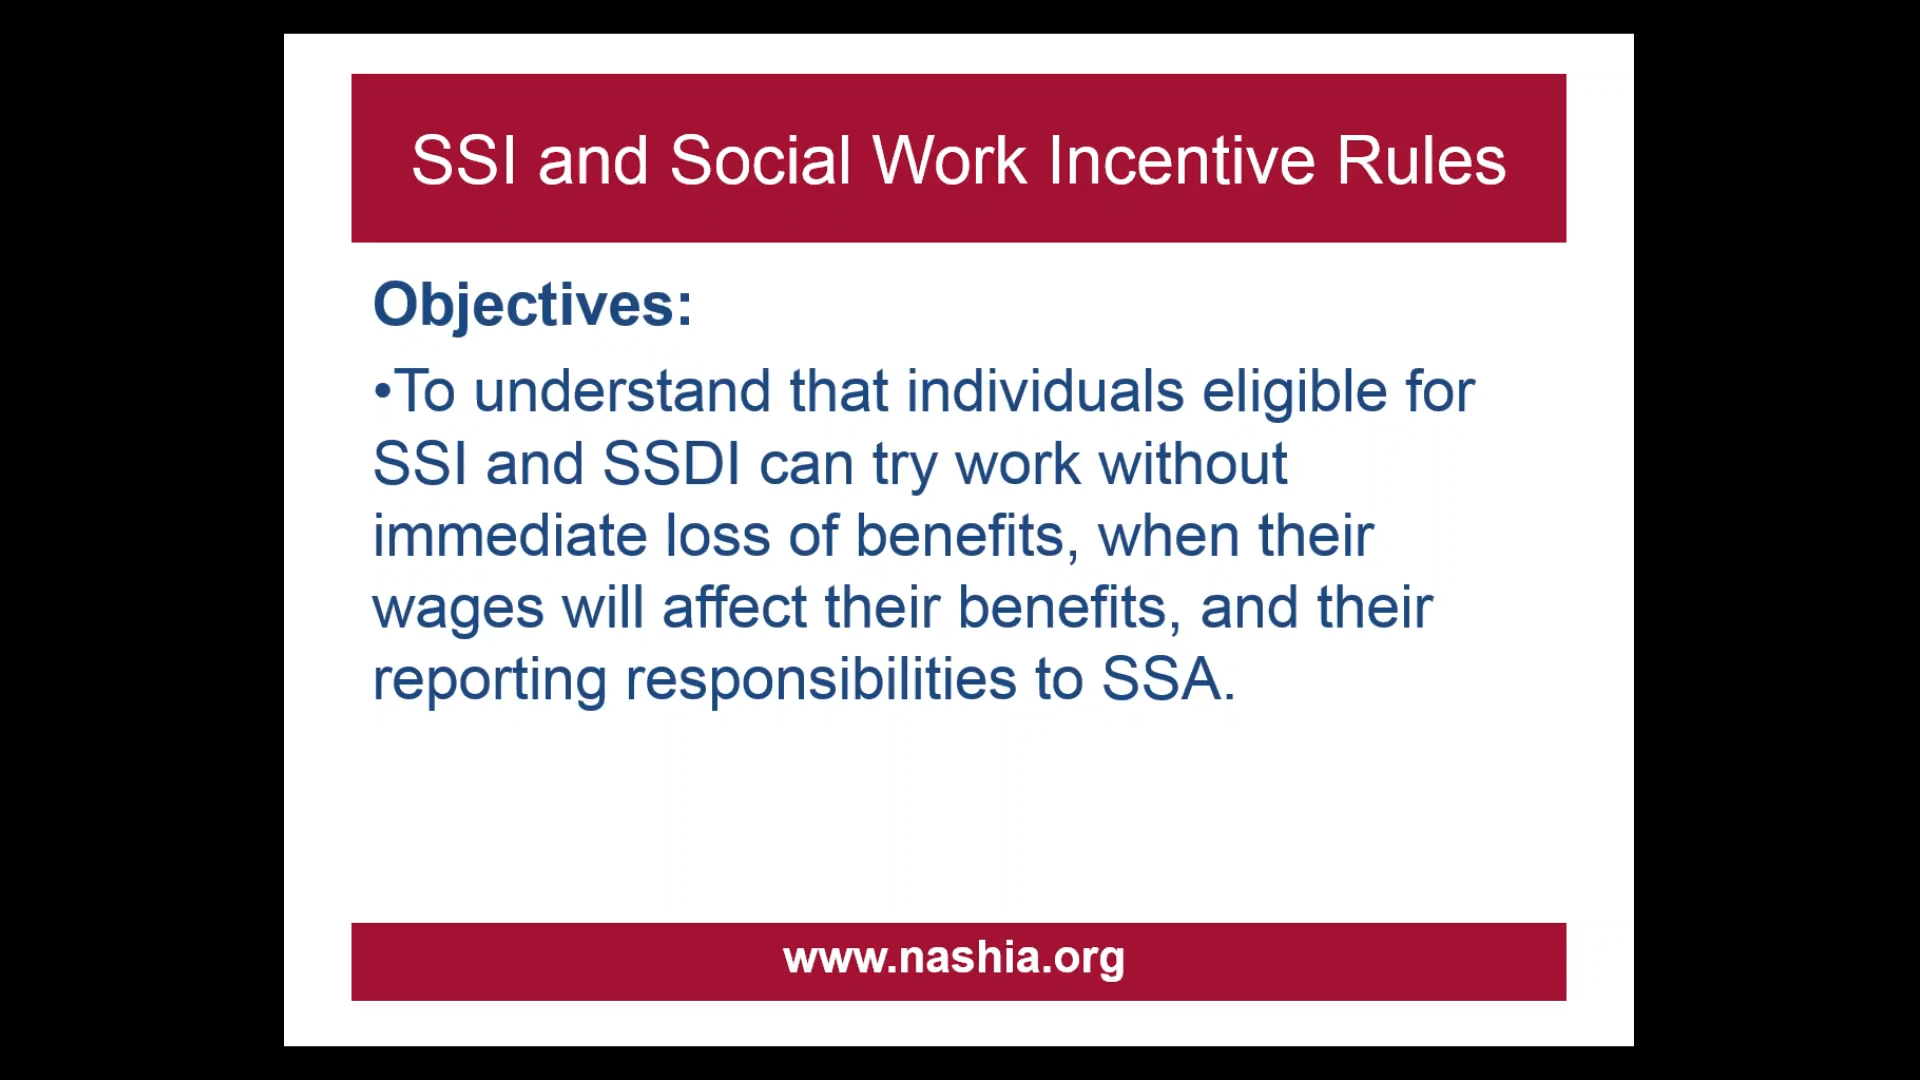 SSI and Social Work Incentive Rules
Objectives:
•To understand that individuals eligible for
SSI and SSDI can try work without
immediate loss of benefits, when their
wages will affect their benefits, and their
reporting responsibilities to SSA.
www.nashia.org